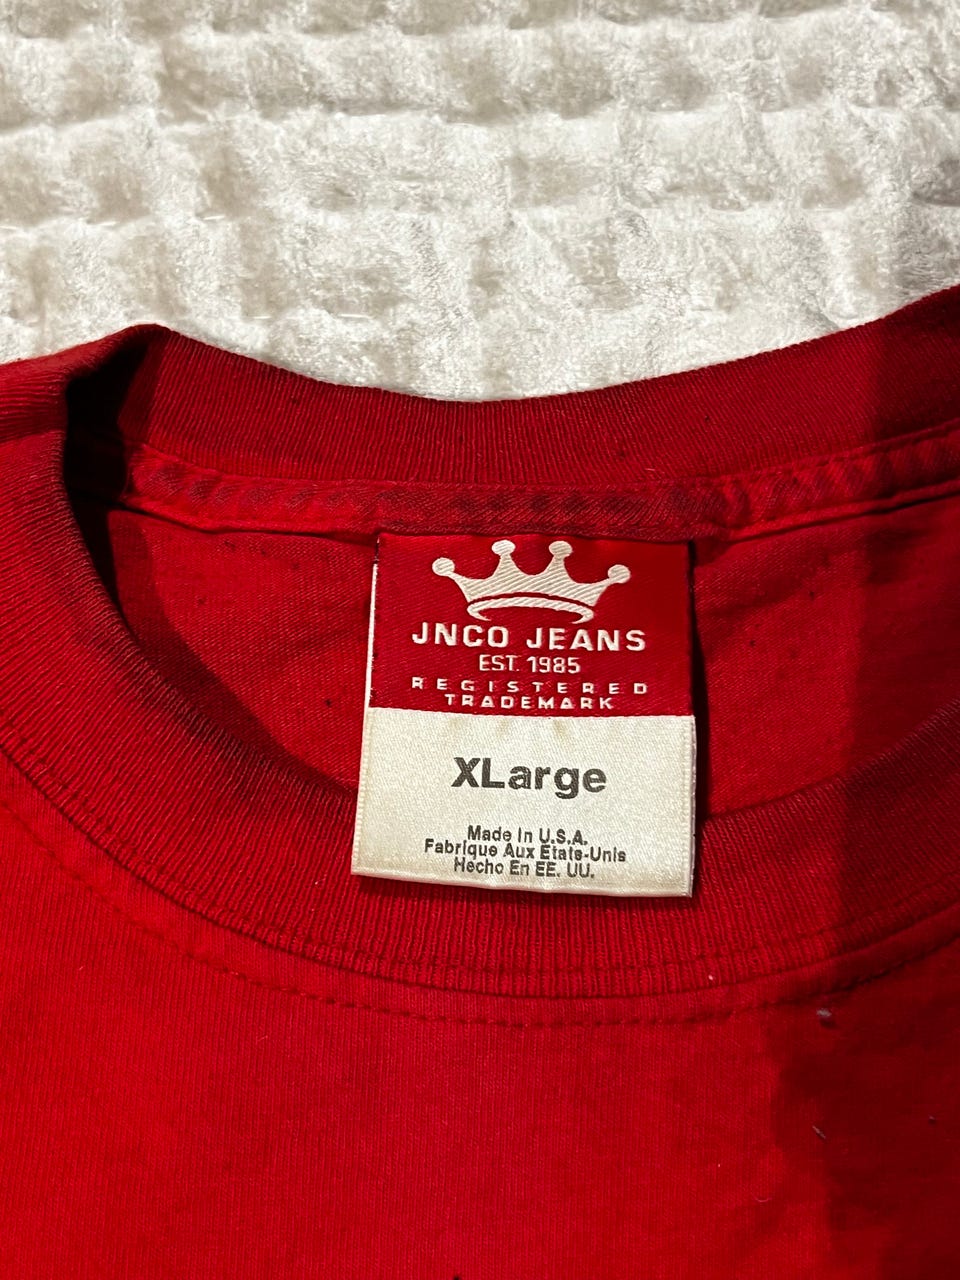 JNCO JEANS
EST. 1985
REGISTERED
TRADEMARK
XLarge
Made In U.S.A.
Fabrique Aux Etats-Unis
Hecho En EE. UU.